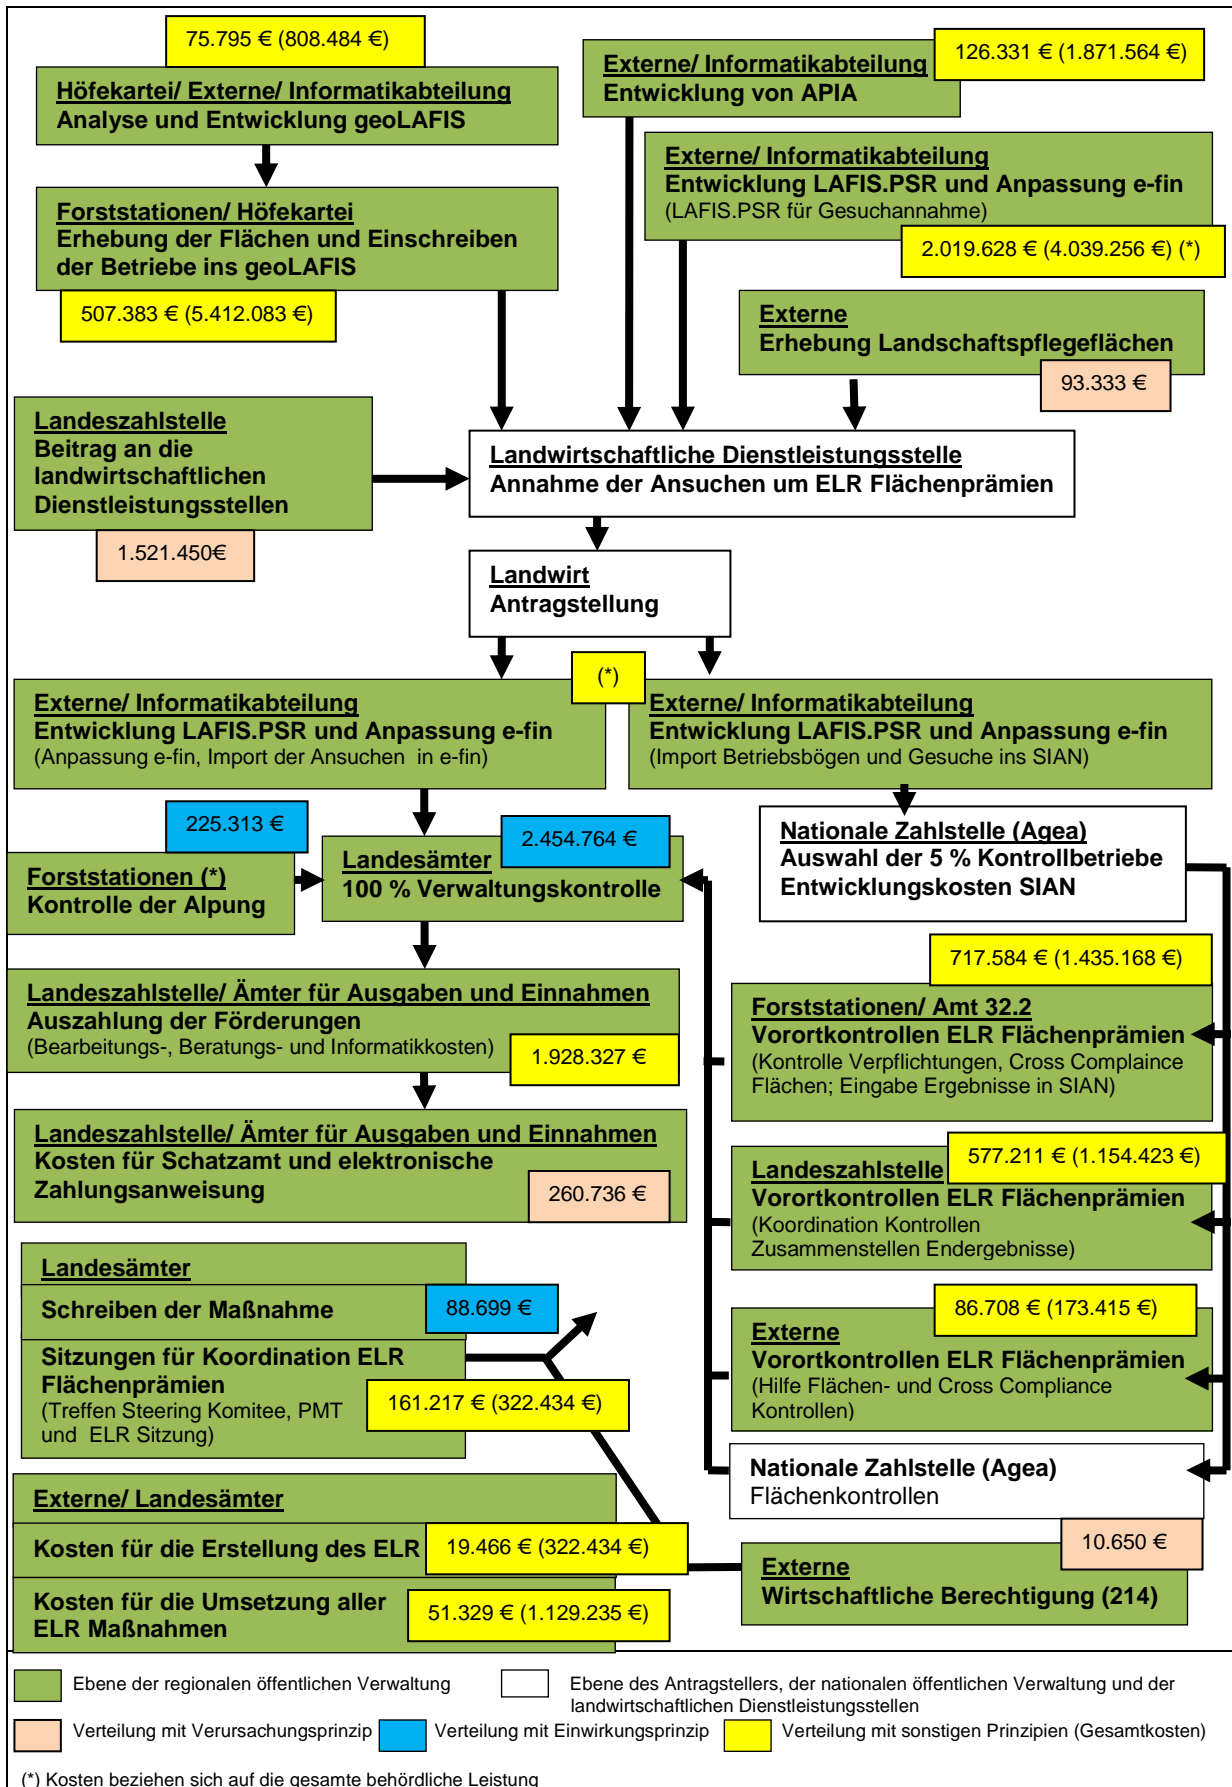 75.795 € (808.484 €)
Höfekartei/ Externe/ Informatikabteilung
Analyse und Entwicklung geoLAFIS
Externe/ Informatikabteilung
Entwicklung von APIA
126.331 € (1.871.564 €)
Externe/ Informatikabteilung
Entwicklung LAFIS.PSR und Anpassung e-fin
(LAFIS.PSR für Gesuchannahme)
2.019.628 € (4.039.256 €) (*)
Forststationen/ Höfekartei
Erhebung der Flächen und Einschreiben
der Betriebe ins geoLAFIS
507.383 € (5.412.083 €)
Externe
Erhebung Landschaftspflegeflächen
93.333 €
Landeszahlstelle
Beitrag an die
landwirtschaftlichen
Dienstleistungsstellen
1.521.450€
Landwirtschaftliche Dienstleistungsstelle
Annahme der Ansuchen um ELR Flächenprämien
Landwirt
Antragstellung
(*)
Externe/ Informatikabteilung
Entwicklung LAFIS.PSR und Anpassung e-fin
(Anpassung e-fin, Import der Ansuchen in e-fin)
Externe/ Informatikabteilung
Entwicklung LAFIS.PSR und Anpassung e-fin
(Import Betriebsbögen und Gesuche ins SIAN)
225.313 €
Forststationen (*)
Kontrolle der Alpung
2.454.764 €
Landesämter
100 % Verwaltungskontrolle
Nationale Zahlstelle (Agea)
Auswahl der 5 % Kontrollbetriebe
Entwicklungskosten SIAN
717.584 € (1.435.168 €)
Forststationen/ Amt 32.2
Vorortkontrollen ELR Flächenprämien
(Kontrolle Verpflichtungen, Cross Complaince
Flächen; Eingabe Ergebnisse in SIAN)
Landeszahlstelle/ Ämter für Ausgaben und Einnahmen
Auszahlung der Förderungen
(Bearbeitungs-, Beratungs- und Informatikkosten)
1.928.327 €
Landeszahlstelle/ Ämter für Ausgaben und Einnahmen
Kosten für Schatzamt und elektronische
Zahlungsanweisung
260.736 €
577.211 € (1.154.423 €)
Landeszahlstelle
Vorortkontrollen ELR Flächenprämien
(Koordination Kontrollen
Zusammenstellen Endergebnisse)
Landesämter
Schreiben der Maßnahme
88.699 €
Sitzungen für Koordination ELR
Flächenprämien
(Treffen Steering Komitee, PMT
und ELR Sitzung)
161.217 € (322.434 €)
86.708 € (173.415 €)
Externe
Vorortkontrollen ELR Flächenprämien
(Hilfe Flächen- und Cross Compliance
Kontrollen)
Nationale Zahlstelle (Agea)
Flächenkontrollen
Externe/ Landesämter
Kosten für die Erstellung des ELR
19.466 € (322.434 €)
Kosten für die Umsetzung aller
ELR Maßnahmen
51.329 € (1.129.235 €)
10.650 €
Externe
Wirtschaftliche Berechtigung (214)
Ebene der regionalen öffentlichen Verwaltung
Ebene des Antragstellers, der nationalen öffentlichen Verwaltung und der
landwirtschaftlichen Dienstleistungsstellen
Verteilung mit Verursachungsprinzip
Verteilung mit Einwirkungsprinzip
Verteilung mit sonstigen Prinzipien (Gesamtkosten)
(*) Kosten beziehen sich auf die gesamte behördliche Leistung